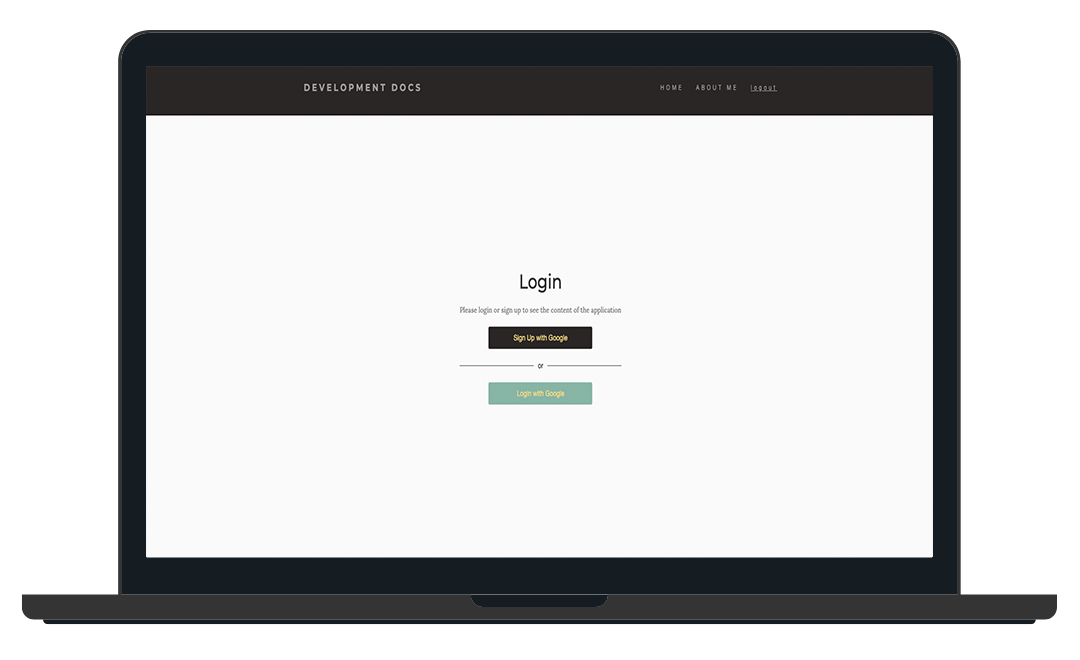 DEVELOPMENT DOCS
HOME ABOUT ME logout
Login
Please login or sign up to see the content of the application
Sign Up with Google
or
Login with Google